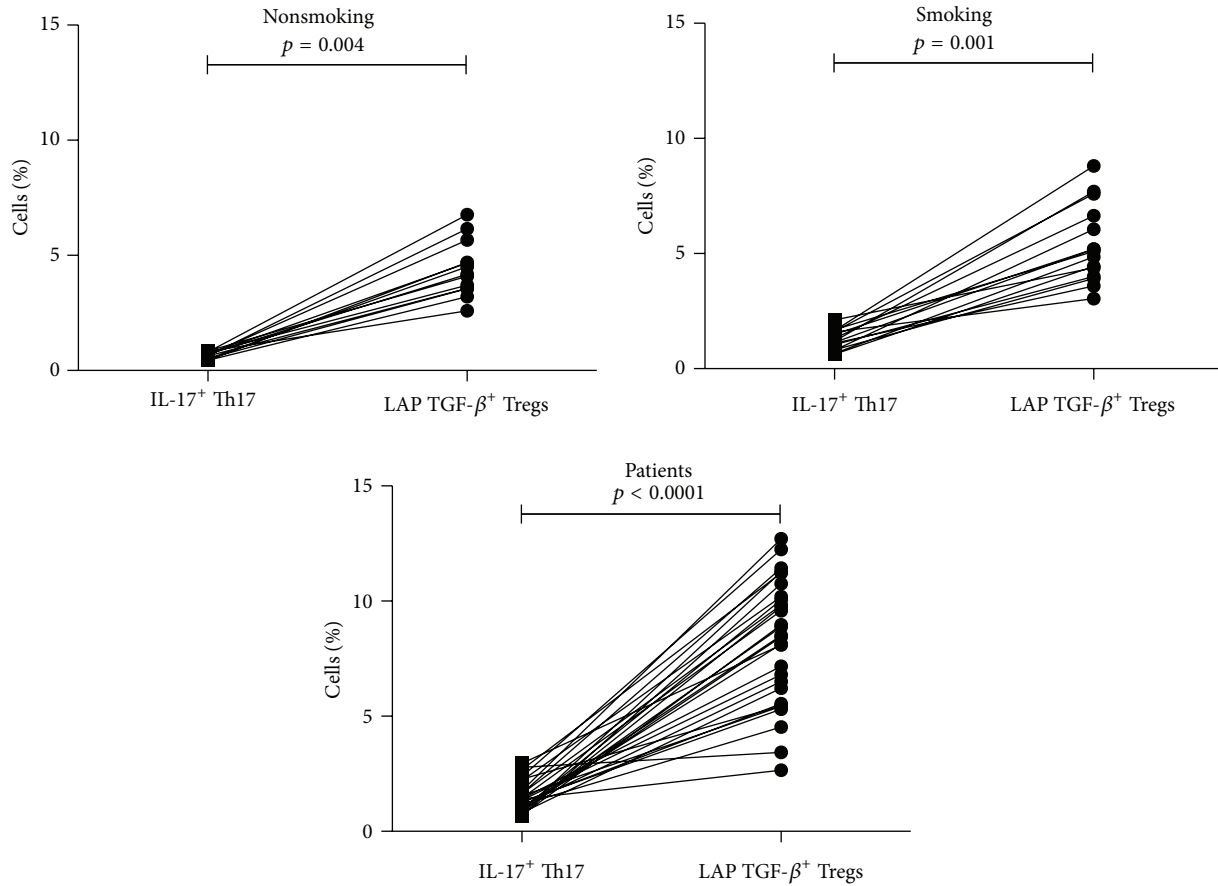 Nonsmoking
p = 0.004
15
10
5
0
Cells (%)
IL-17⁺ Th17
LAP TGF-β⁺ Tregs
Smoking
p = 0.001
15
10
5
0
Cells (%)
IL-17⁺ Th17
LAP TGF-β⁺ Tregs
Patients
p < 0.0001
15
10
5
0
Cells (%)
IL-17⁺ Th17
LAP TGF-β⁺ Tregs